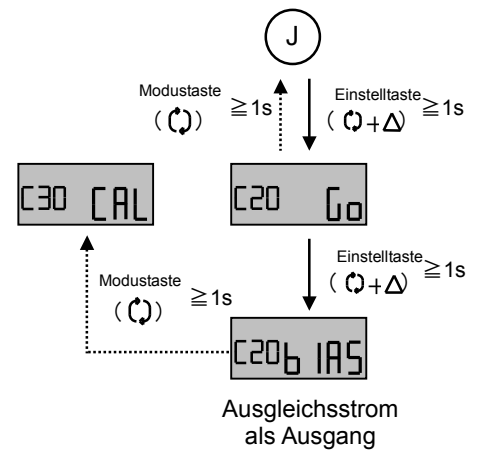 J
Modustaste
( ) ≧1s
Einstelltaste
( +△) ≧1s
C30 CAL
C20 Go
Einstelltaste
( +△) ≧1s
Modustaste
( ) ≧1s
C20 bIAS
Ausgleichsstrom
als Ausgang